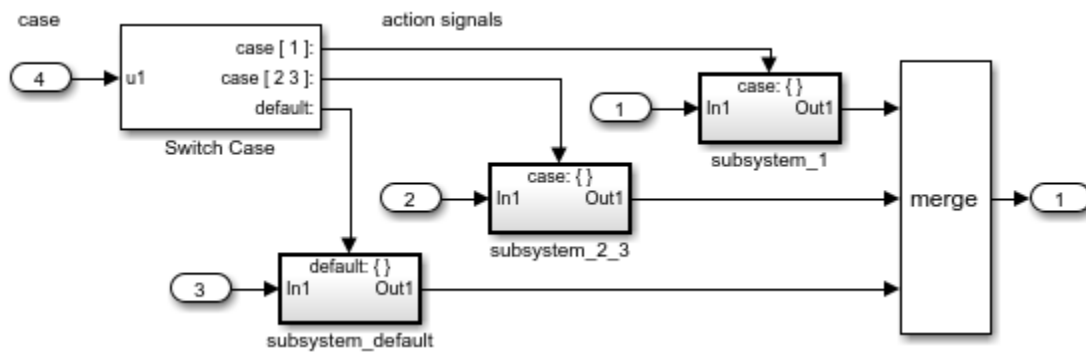 case
action signals
4
u1
case [ 1 ]:
case [ 2 3 ]:
default:
Switch Case
1
case: { }
In1
Out1
subsystem_1
2
case: { }
In1
Out1
subsystem_2_3
3
default: { }
In1
Out1
subsystem_default
merge
1